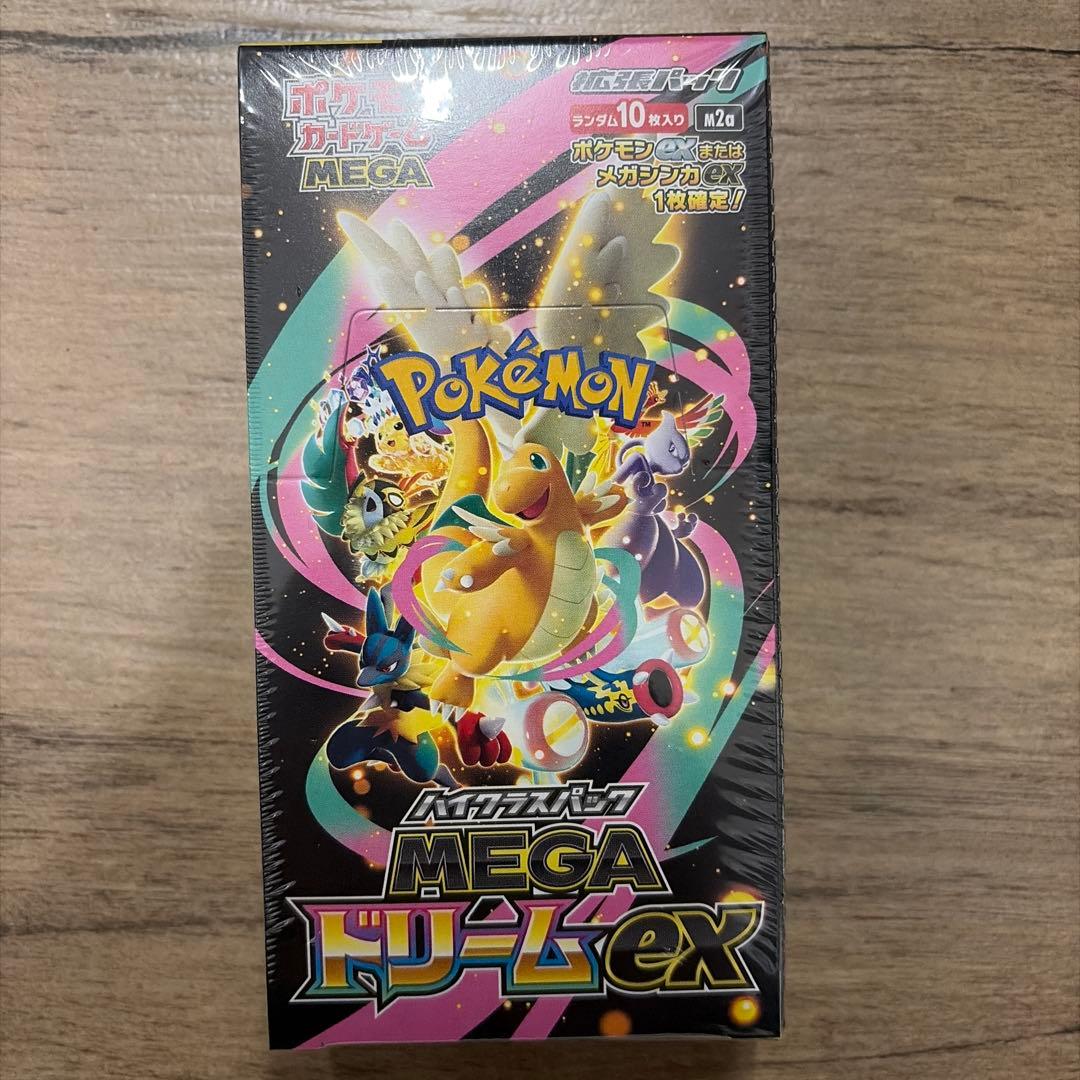 ポケモン
カードゲーム
MEGA
拡張パック
ランダム10枚入り
M2a
ポケモンexまたは
メガシンカex
1枚確定!
POKéMON
TM
ハイクラスパック
MEGA
ドリームex